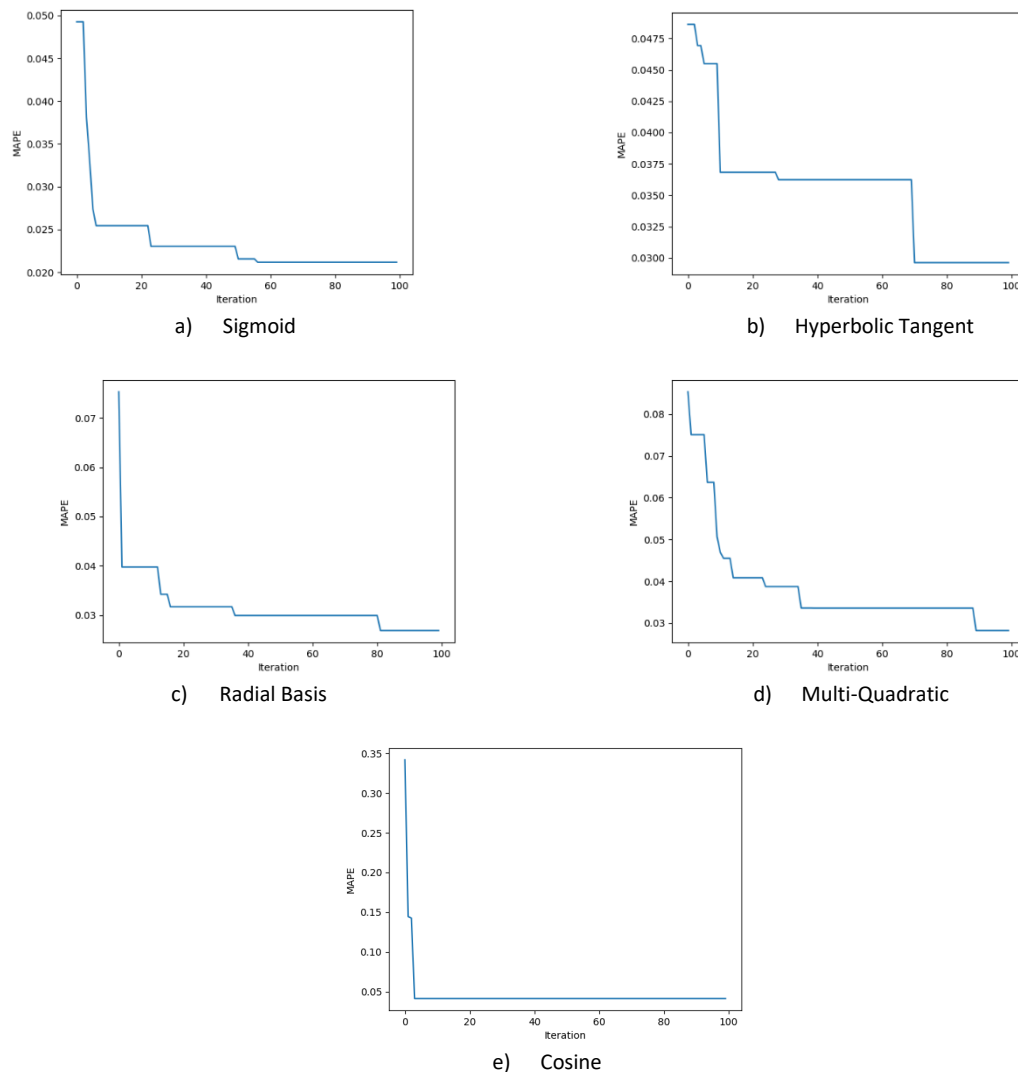 0.050
0.045
0.040
0.035
0.030
0.025
0.020
MAPE
0 20 40 60 80 100
Iteration
a) Sigmoid
0.0475
0.0450
0.0425
0.0400
0.0375
0.0350
0.0325
0.0300
MAPE
0 20 40 60 80 100
Iteration
b) Hyperbolic Tangent
0.07
0.06
0.05
0.04
0.03
MAPE
0 20 40 60 80 100
Iteration
c) Radial Basis
0.08
0.07
0.06
0.05
0.04
0.03
MAPE
0 20 40 60 80 100
Iteration
d) Multi-Quadratic
0.35
0.30
0.25
0.20
0.15
0.10
0.05
MAPE
0 20 40 60 80 100
Iteration
e) Cosine